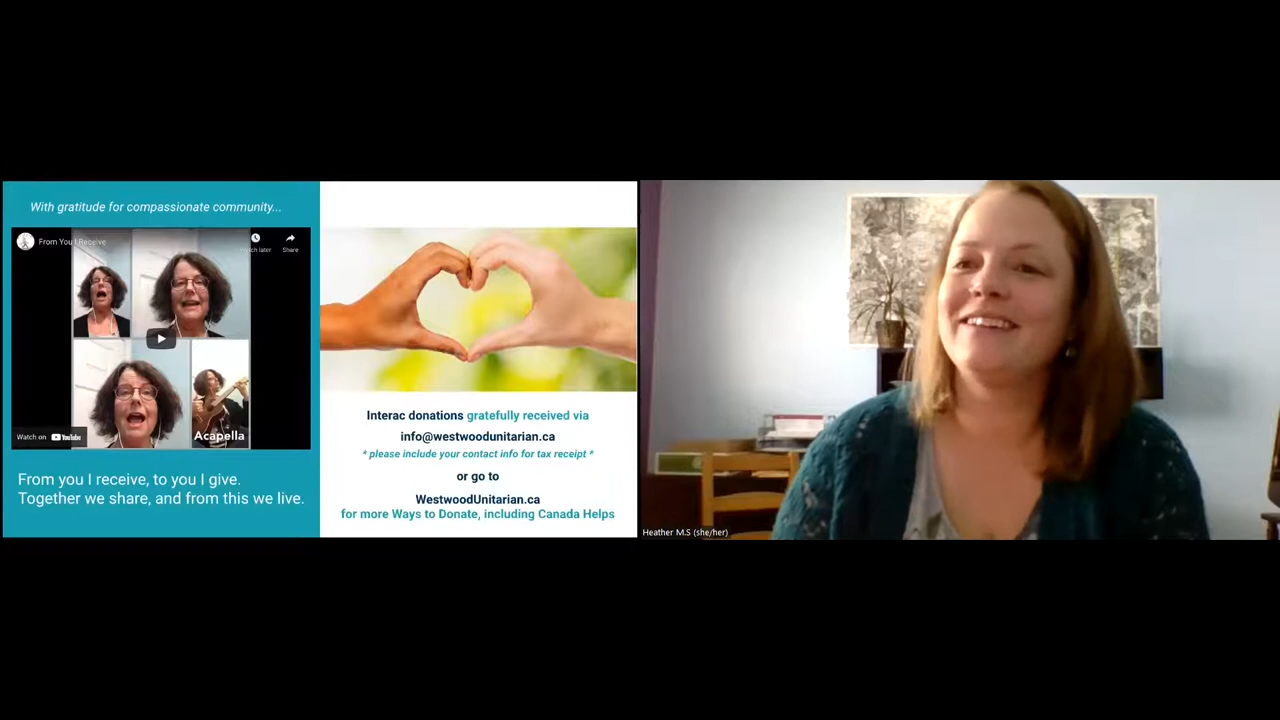 With gratitude for compassionate community...
From You I Receive
Watch later
Share
Acapella
Watch on YouTube
From you I receive, to you I give.
Together we share, and from this we live.
Interac donations gratefully received via
info@westwoodunitarian.ca
* please include your contact info for tax receipt *
or go to
WestwoodUnitarian.ca
for more Ways to Donate, including Canada Helps
Heather M.S (she/her)